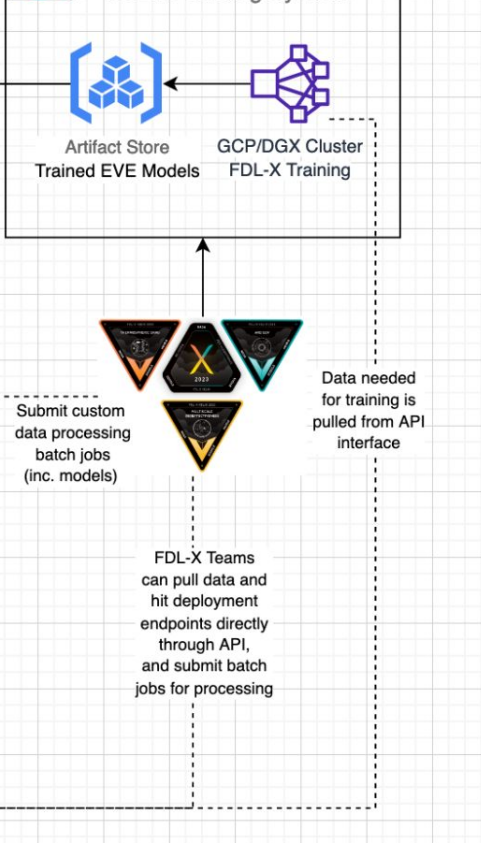 Artifact Store
Trained EVE Models
GCP/DGX Cluster
FDL-X Training
X
2023
Submit custom
data processing
batch jobs
(inc. models)
Data needed
for training is
pulled from API
interface
FDL-X Teams
can pull data and
hit deployment
endpoints directly
through API,
and submit batch
jobs for processing